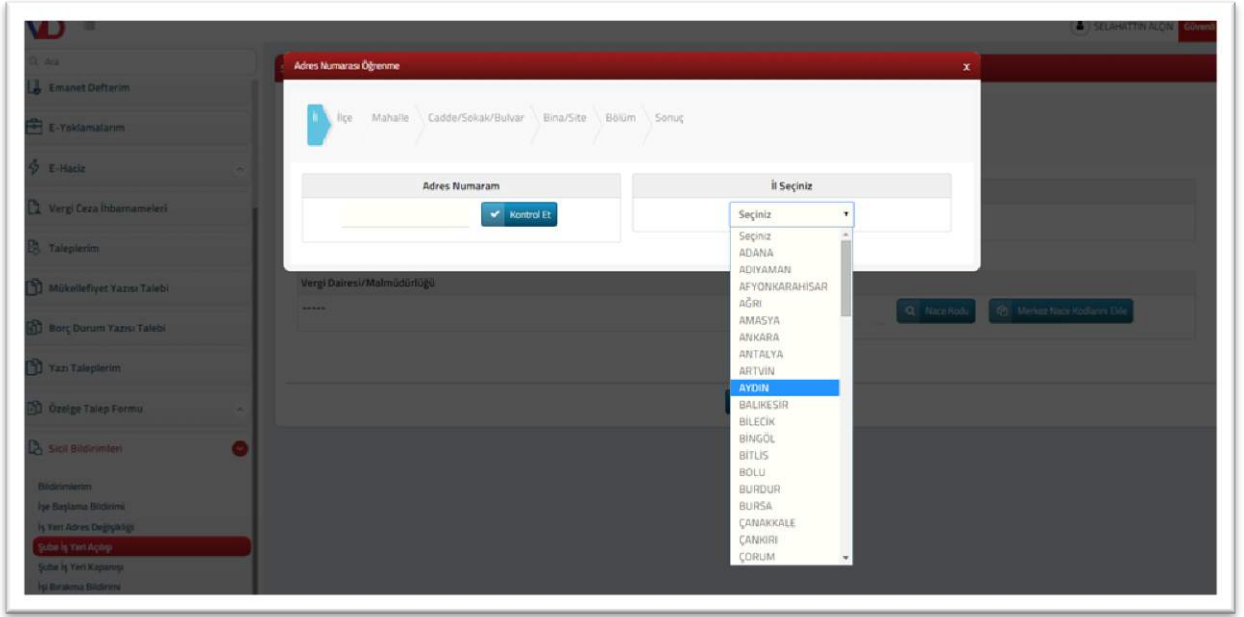 VD
SELAHATTİN ALÇIN
Güvenli
Ara
Emanet Defterim
E-Yoklamalarım
E-Haciz
Vergi Ceza İhbarnameleri
Taleplerim
Mükellefiyet Yazısı Talebi
Borç Durum Yazısı Talebi
Yazı Taleplerim
Özelge Talep Formu
Sicil Bildirimleri
Bildirimlerim
İşe Başlama Bildirimi
İş Yeri Adres Değişikliği
Şube İş Yeri Açılışı
Şube İş Yeri Kapanışı
İşi Bırakma Bildirimi
Adres Numarası Öğrenme
x
İl
İlçe
Mahalle
Cadde/Sokak/Bulvar
Bina/Site
Bölüm
Sonuç
Adres Numaram
Kontrol Et
İl Seçiniz
Seçiniz
Seçiniz
ADANA
ADIYAMAN
AFYONKARAHİSAR
AĞRI
AMASYA
ANKARA
ANTALYA
ARTVİN
AYDIN
BALIKESİR
BİLECİK
BİNGÖL
BİTLİS
BOLU
BURDUR
BURSA
ÇANAKKALE
ÇANKIRI
ÇORUM
Vergi Dairesi/Malmüdürlüğü
-----
Nace Kodu
Merkez Nace Kodlarını Ekle